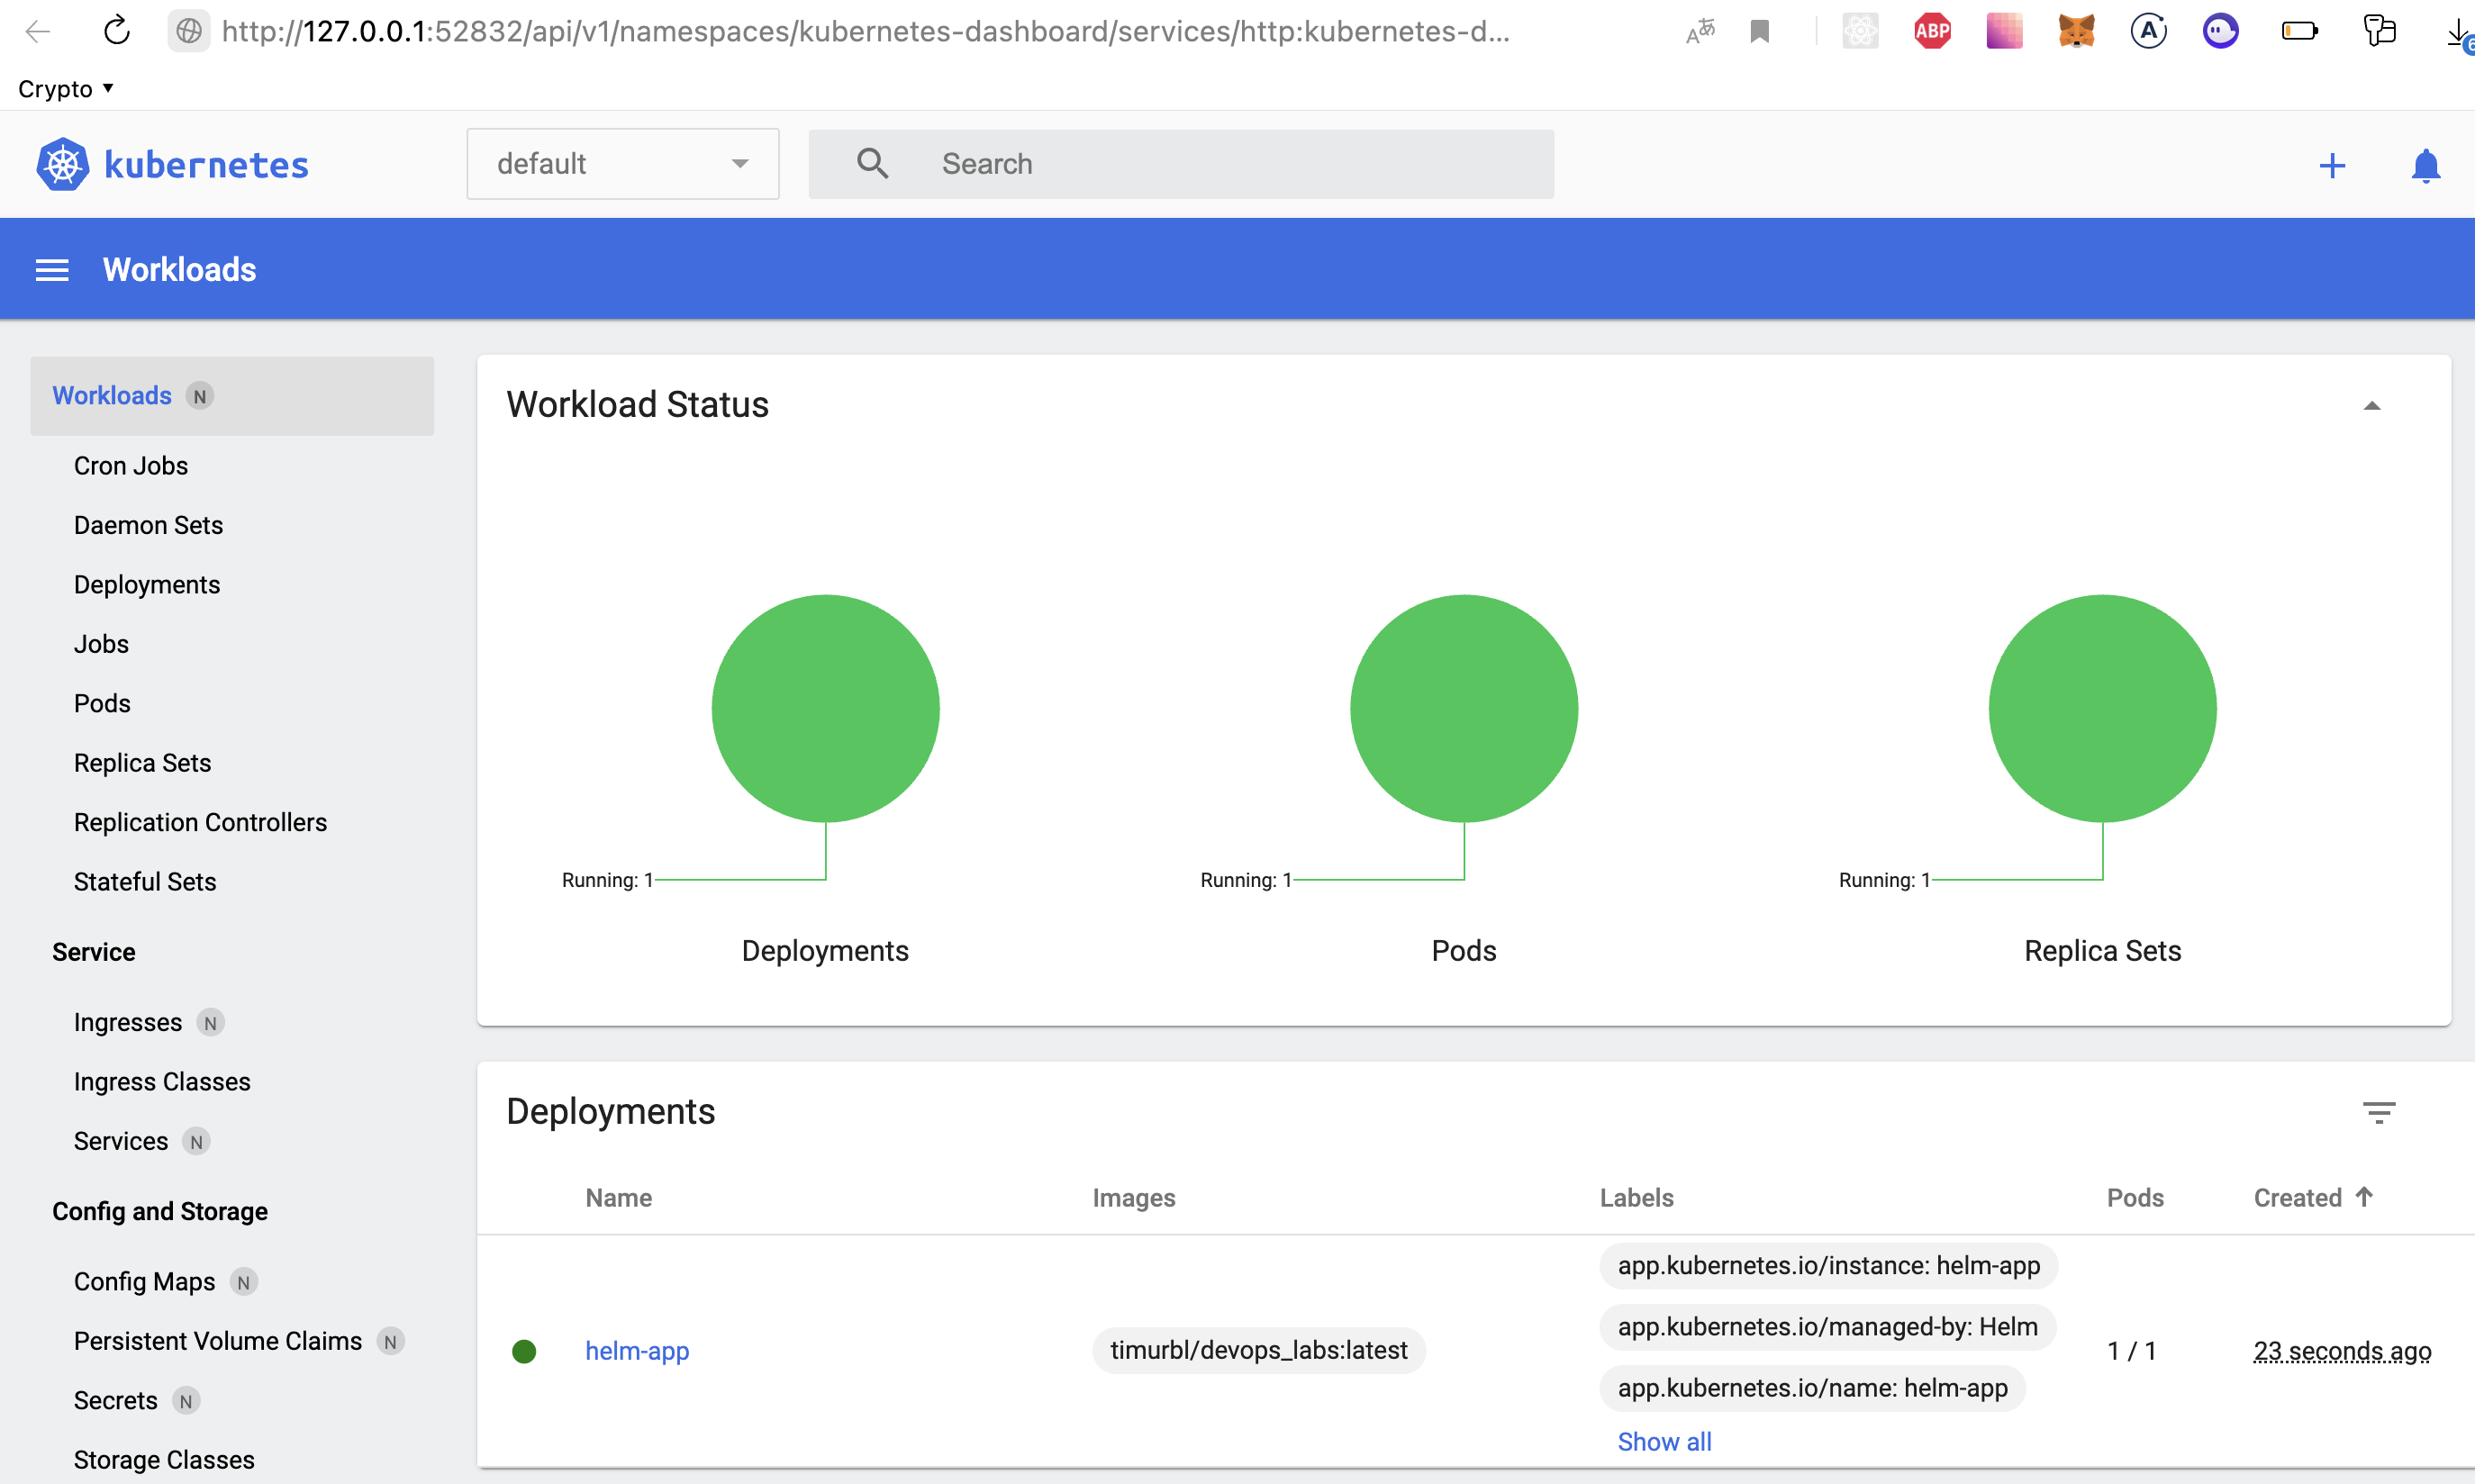 http://127.0.0.1:52832/api/v1/namespaces/kubernetes-dashboard/services/http:kubernetes-d...
ABP
A
6
Crypto
kubernetes
default
Search
Workloads
Workloads N
Cron Jobs
Daemon Sets
Deployments
Jobs
Pods
Replica Sets
Replication Controllers
Stateful Sets
Service
Ingresses N
Ingress Classes
Services N
Config and Storage
Config Maps N
Persistent Volume Claims N
Secrets N
Storage Classes
Workload Status
Running: 1
Running: 1
Running: 1
Deployments
Pods
Replica Sets
Deployments
Name Images Labels Pods Created
helm-app
timurbl/devops_labs:latest
app.kubernetes.io/instance: helm-app
app.kubernetes.io/managed-by: Helm
app.kubernetes.io/name: helm-app
Show all
1 / 1
23 seconds ago